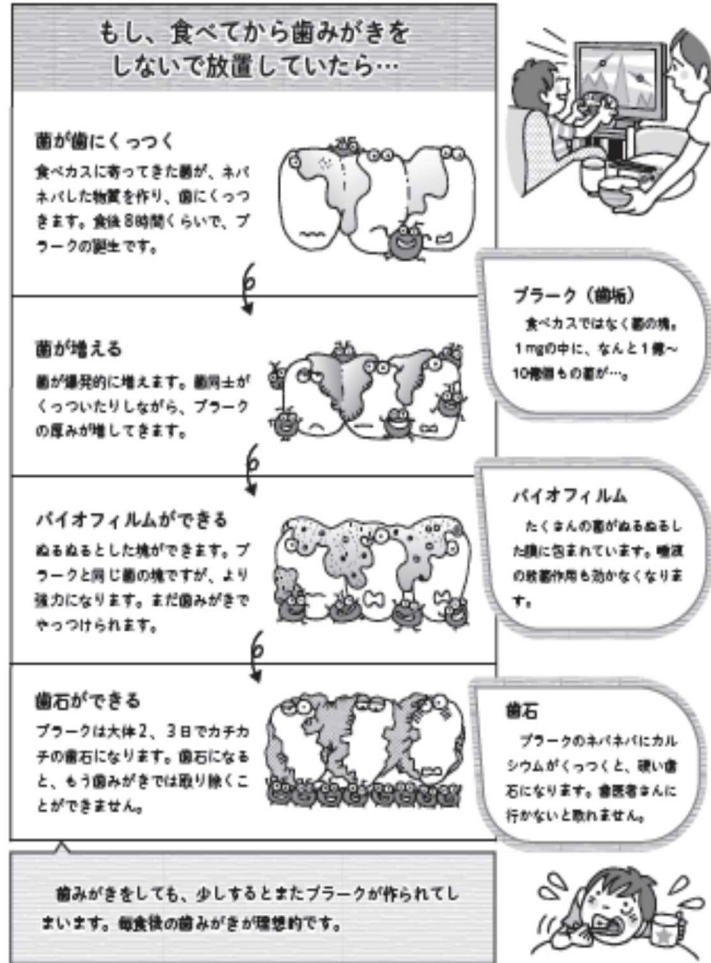 もし、食べてから歯みがきを
しないで放置していたら…
菌が歯にくっつく
食べカスに寄ってきた菌が、ネバ
ネバした物質を作り、歯にくっつ
きます。食後8時間くらいで、プ
ラークの誕生です。
プラーク（歯垢）
食べカスではなく菌の塊。
1mgの中に、なんと1億～
10億個もの菌が…。
菌が増える
菌が爆発的に増えます。菌同士が
くっついたりしながら、プラーク
の厚みが増してきます。
バイオフィルムができる
ぬるぬるとした塊ができます。プ
ラークと同じ菌の塊ですが、より
強力になります。まだ歯みがきで
やっつけられます。
バイオフィルム
たくさんの菌がぬるぬるし
た膜に包まれています。唾液
の殺菌作用も効かなくなりま
す。
歯石ができる
プラークは大体2、3日でカチカ
チの歯石になります。歯石になる
と、もう歯みがきでは取り除くこ
とができません。
歯石
プラークのネバネバにカル
シウムがくっつくと、硬い歯
石になります。歯医者さんに
行かないと取れません。
歯みがきをしても、少しするとまたプラークが作られてし
まいます。毎食後の歯みがきが理想的です。